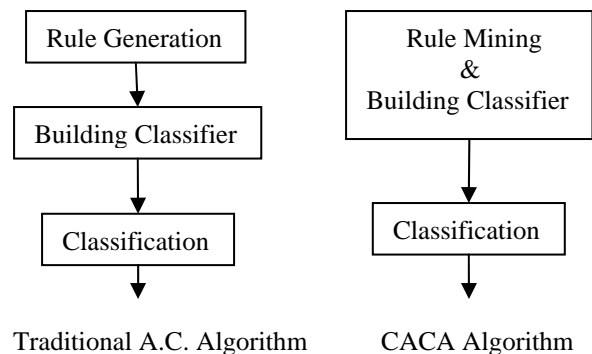 Rule Generation
Building Classifier
Classification
Traditional A.C. Algorithm
Rule Mining
&
Building Classifier
Classification
CACA Algorithm